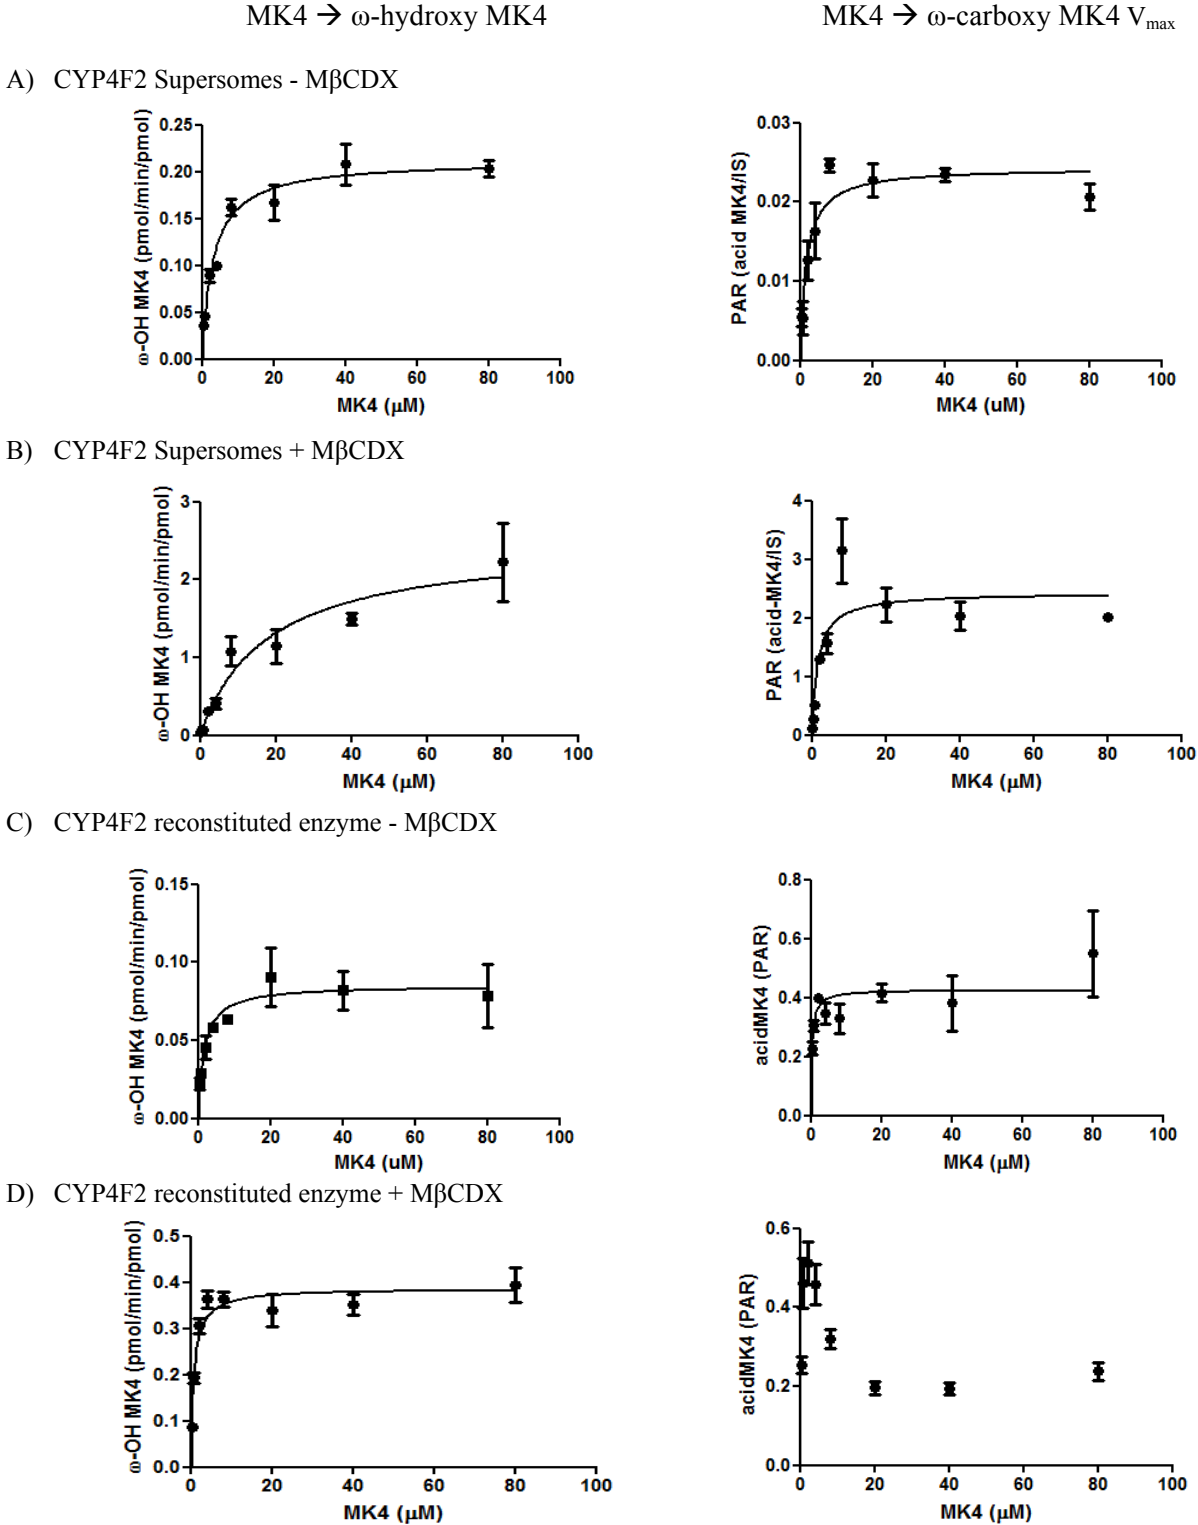 MK4 → ω-hydroxy MK4
MK4 → ω-carboxy MK4 Vmax
A) CYP4F2 Supersomes - MβCDX
ω-OH MK4 (pmol/min/pmol)
0.25
0.20
0.15
0.10
0.05
0.00
0 20 40 60 80 100
MK4 (μM)
PAR (acid MK4/IS)
0.03
0.02
0.01
0.00
0 20 40 60 80 100
MK4 (uM)
B) CYP4F2 Supersomes + MβCDX
ω-OH MK4 (pmol/min/pmol)
3
2
1
0
0 20 40 60 80 100
MK4 (μM)
PAR (acid-MK4/IS)
4
3
2
1
0
0 20 40 60 80 100
MK4 (μM)
C) CYP4F2 reconstituted enzyme - MβCDX
ω-OH MK4 (pmol/min/pmol)
0.15
0.10
0.05
0.00
0 20 40 60 80 100
MK4 (uM)
acidMK4 (PAR)
0.8
0.6
0.4
0.2
0.0
0 20 40 60 80 100
MK4 (μM)
D) CYP4F2 reconstituted enzyme + MβCDX
ω-OH MK4 (pmol/min/pmol)
0.5
0.4
0.3
0.2
0.1
0.0
0 20 40 60 80 100
MK4 (μM)
acidMK4 (PAR)
0.6
0.4
0.2
0.0
0 20 40 60 80 100
MK4 (μM)